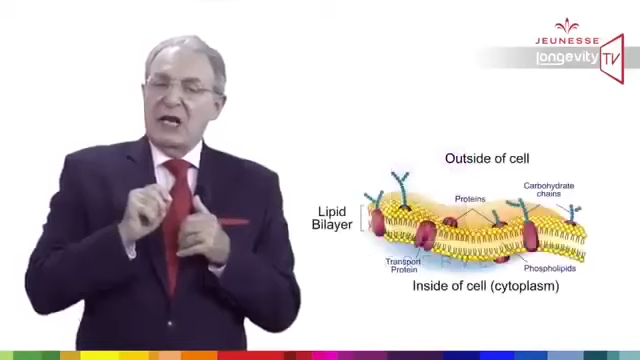 JEUNESSE
longevity TV
Outside of cell
Proteins
Carbohydrate
chains
Lipid
Bilayer
Transport
Protein
Phospholipids
Inside of cell (cytoplasm)